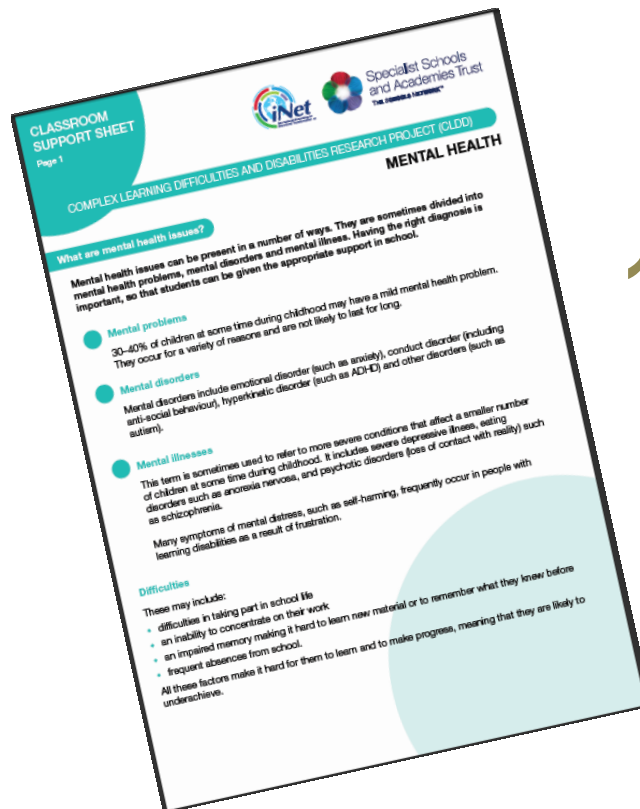 CLASSROOM
SUPPORT SHEET
Page 1
iNet
Specialist Schools
and Academies Trust
COMPLEX LEARNING DIFFICULTIES AND DISABILITIES RESEARCH PROJECT (CLDD)
MENTAL HEALTH
What are mental health issues?
Mental health issues can be present in a number of ways. They are sometimes divided into
mental health problems, mental disorders and mental illness. Having the right diagnosis is
important, so that students can be given the appropriate support in school.
Mental problems
30–40% of children at some time during childhood may have a mild mental health problem.
They occur for a variety of reasons and are not likely to last for long.
Mental disorders
Mental disorders include emotional disorder (such as anxiety), conduct disorder (including
anti-social behaviour), hyperkinetic disorder (such as ADHD) and other disorders (such as
autism).
Mental illnesses
This term is sometimes used to refer to more severe conditions that affect a smaller number
of children at some time during childhood. It includes severe depressive illness, eating
disorders such as anorexia nervosa, and psychotic disorders (loss of contact with reality) such
as schizophrenia.
Many symptoms of mental distress, such as self-harming, frequently occur in people with
learning disabilities as a result of frustration.
Difficulties
These may include:
• difficulties in taking part in school life
• an inability to concentrate on their work
• an impaired memory making it hard to learn new material or to remember what they knew before
• frequent absences from school.
All these factors make it hard for them to learn and to make progress, meaning that they are likely to
underachieve.